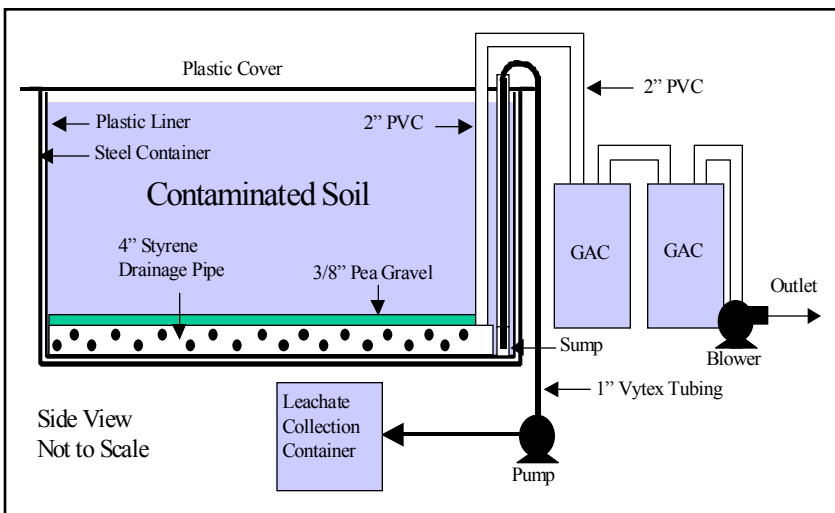 Plastic Cover
2” PVC
Plastic Liner
2” PVC
Steel Container
Contaminated Soil
GAC
GAC
4” Styrene
Drainage Pipe
3/8” Pea Gravel
Outlet
Sump
Blower
1” Vytex Tubing
Leachate
Collection
Container
Side View
Not to Scale
Pump